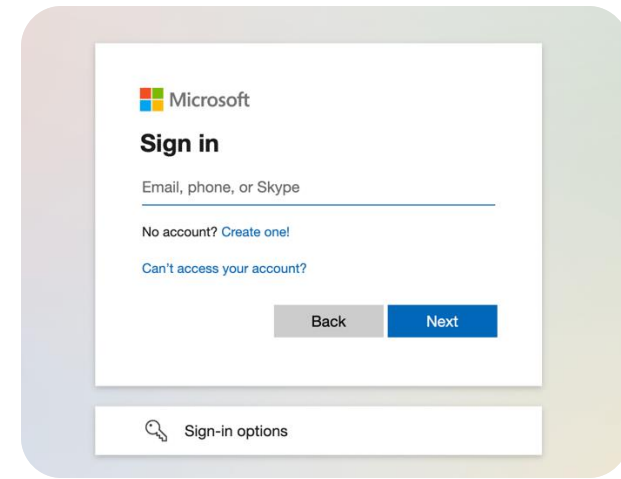 Microsoft
Sign in
Email, phone, or Skype
No account? Create one!
Can't access your account?
Back Next
Sign-in options